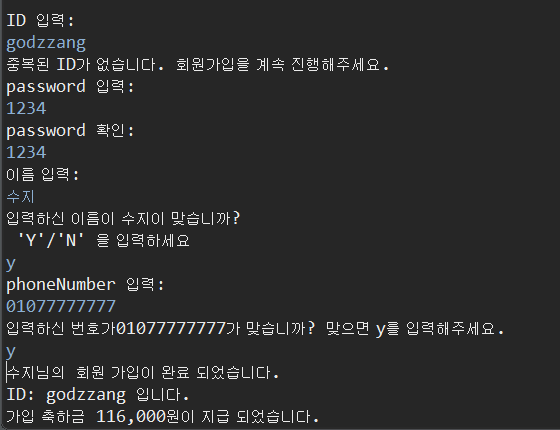 ID 입력:
godzzang
중복된 ID가 없습니다. 회원가입을 계속 진행해주세요.
password 입력:
1234
password 확인:
1234
이름 입력:
수지
입력하신 이름이 수지이 맞습니까?
'Y'/'N' 을 입력하세요
y
phoneNumber 입력:
01077777777
입력하신 번호가01077777777가 맞습니까? 맞으면 y를 입력해주세요.
y
수지님의 회원 가입이 완료 되었습니다.
ID: godzzang 입니다.
가입 축하금 116,000원이 지급 되었습니다.